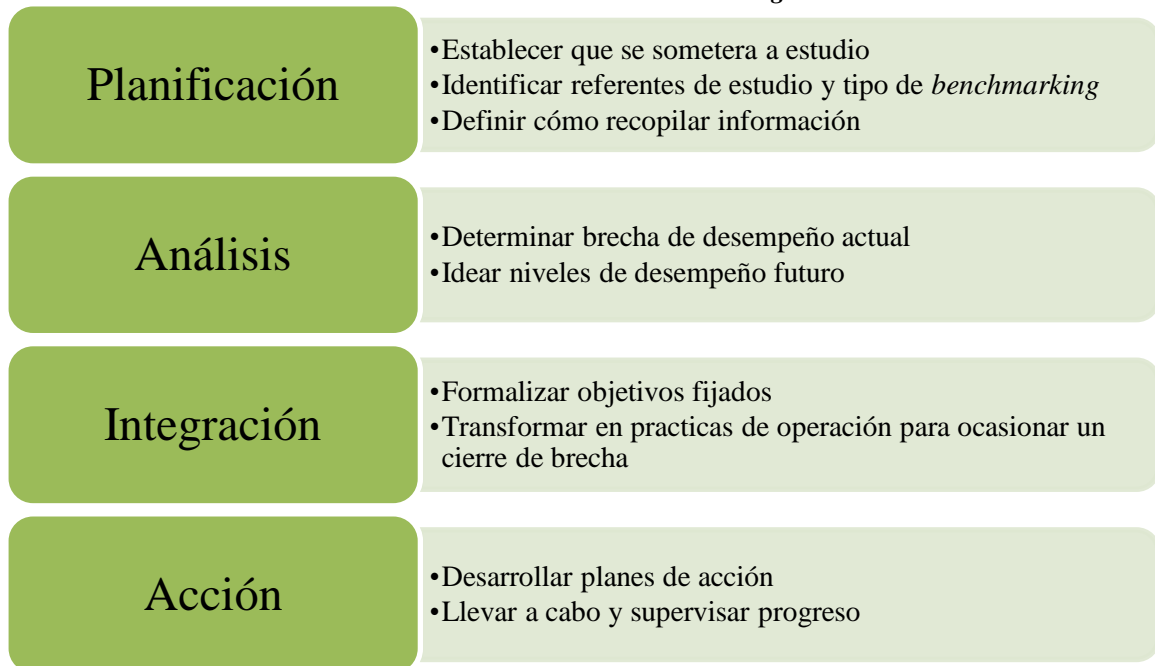 Planificación
•Establecer que se sometera a estudio
•Identificar referentes de estudio y tipo de benchmarking
•Definir cómo recopilar información
Análisis
•Determinar brecha de desempeño actual
•Idear niveles de desempeño futuro
Integración
•Formalizar objetivos fijados
•Transformar en practicas de operación para ocasionar un
cierre de brecha
Acción
•Desarrollar planes de acción
•Llevar a cabo y supervisar progreso